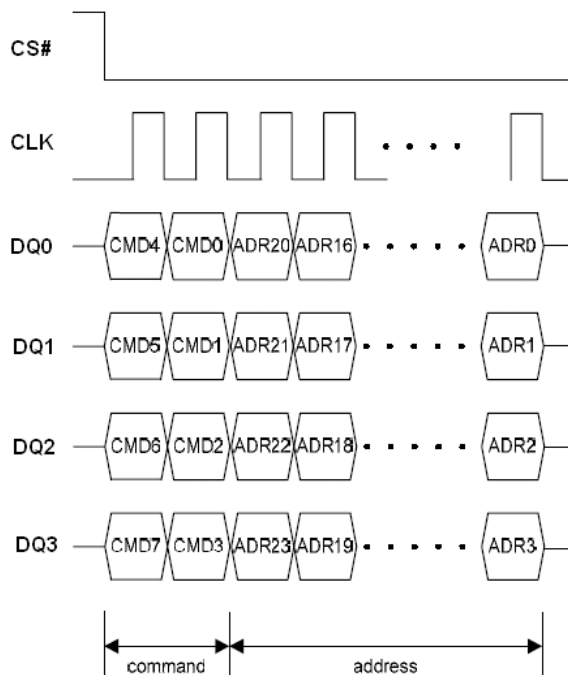 CS#
CLK
DQ0 CMD4 CMD0 ADR20 ADR16 ADR0
DQ1 CMD5 CMD1 ADR21 ADR17 ADR1
DQ2 CMD6 CMD2 ADR22 ADR18 ADR2
DQ3 CMD7 CMD3 ADR23 ADR19 ADR3
command address